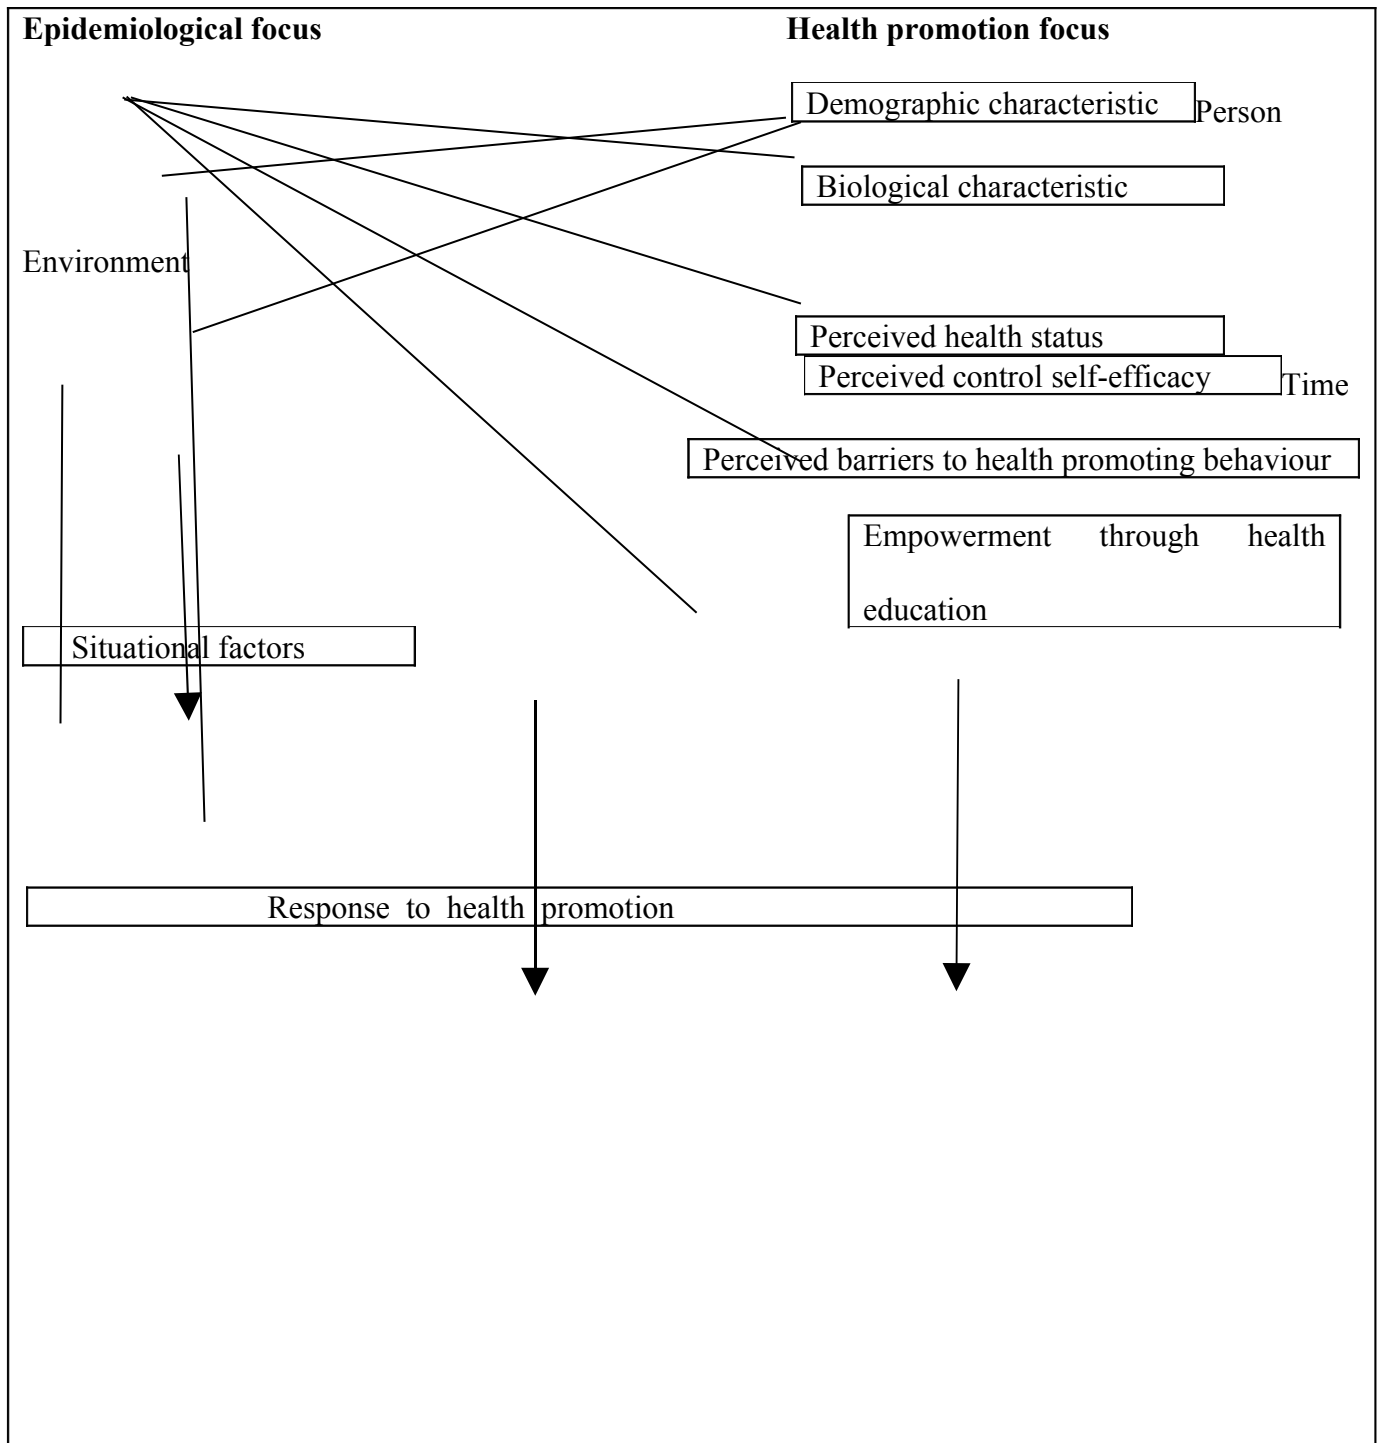 Epidemiological focus
Health promotion focus
Demographic characteristic
Person
Biological characteristic
Environment
Perceived health status
Perceived control self-efficacy
Time
Perceived barriers to health promoting behaviour
Empowerment through health
education
Situational factors
Response to health promotion